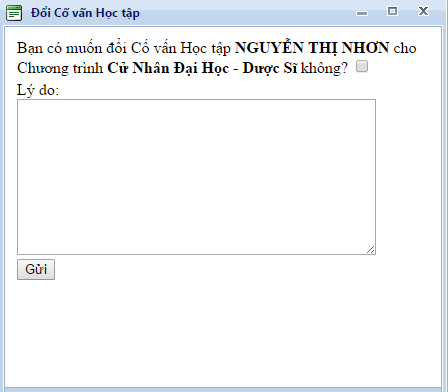 Đổi Cố vấn Học tập
Bạn có muốn đổi Cố vấn Học tập NGUYỄN THỊ NHƠN cho
Chương trình Cử Nhân Đại Học - Dược Sĩ không?
Lý do:
Gửi